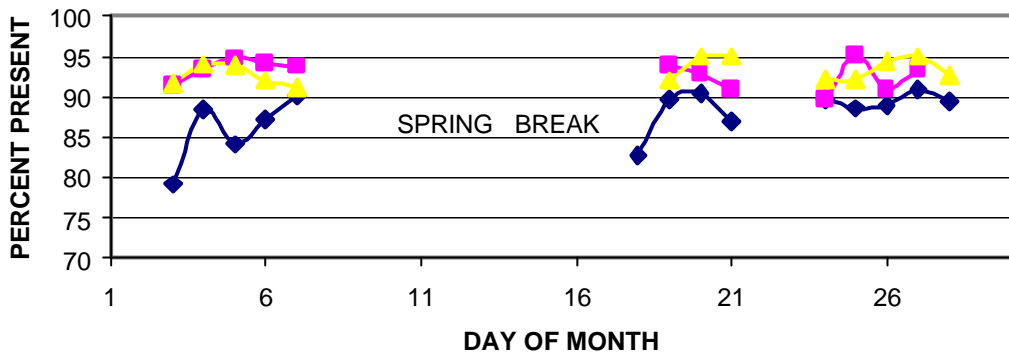 PERCENT PRESENT
100
95
90
85
80
75
70
SPRING BREAK
1 6 11 16 21 26
DAY OF MONTH